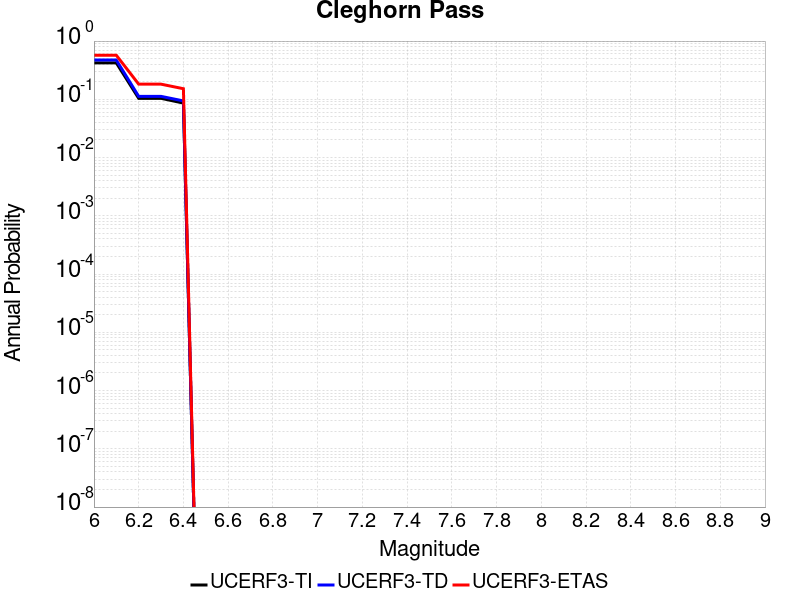 Cleghorn Pass
10^0
10^-1
10^-2
10^-3
10^-4
10^-5
10^-6
10^-7
10^-8
Annual Probability
6 6.2 6.4 6.6 6.8 7 7.2 7.4 7.6 7.8 8 8.2 8.4 8.6 8.8 9
Magnitude
UCERF3-TI UCERF3-TD UCERF3-ETAS